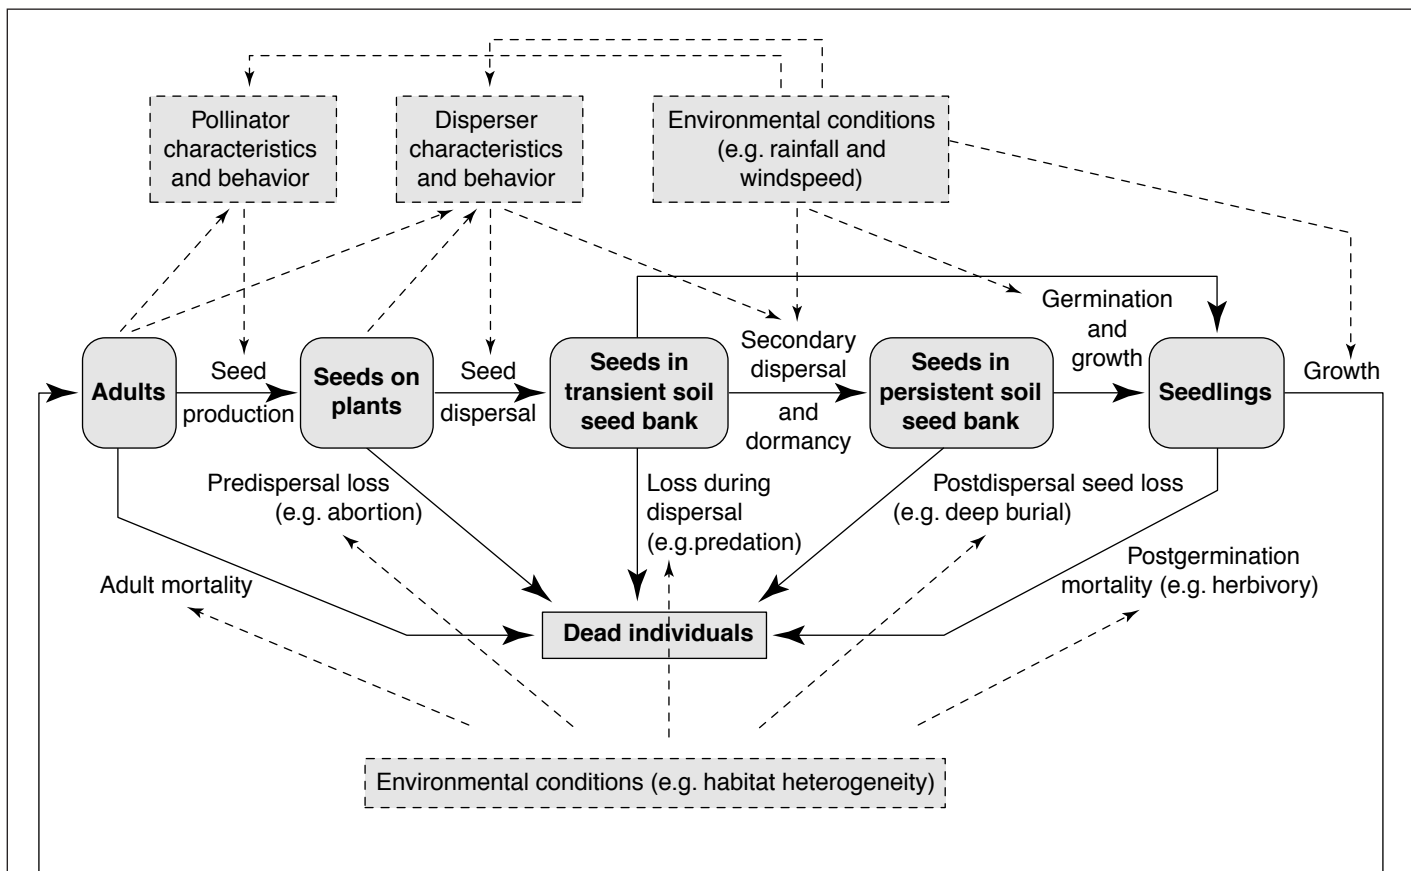 Pollinator
characteristics
and behavior
Disperser
characteristics
and behavior
Environmental conditions
(e.g. rainfall and
windspeed)
Adults
Seed
production
Seeds on
plants
Seed
dispersal
Seeds in
transient soil
seed bank
Secondary
dispersal
and
dormancy
Seeds in
persistent soil
seed bank
Germination
and
growth
Seedlings
Growth
Predispersal loss
(e.g. abortion)
Loss during
dispersal
(e.g.predation)
Postdispersal seed loss
(e.g. deep burial)
Adult mortality
Postgermination
mortality (e.g. herbivory)
Dead individuals
Environmental conditions (e.g. habitat heterogeneity)